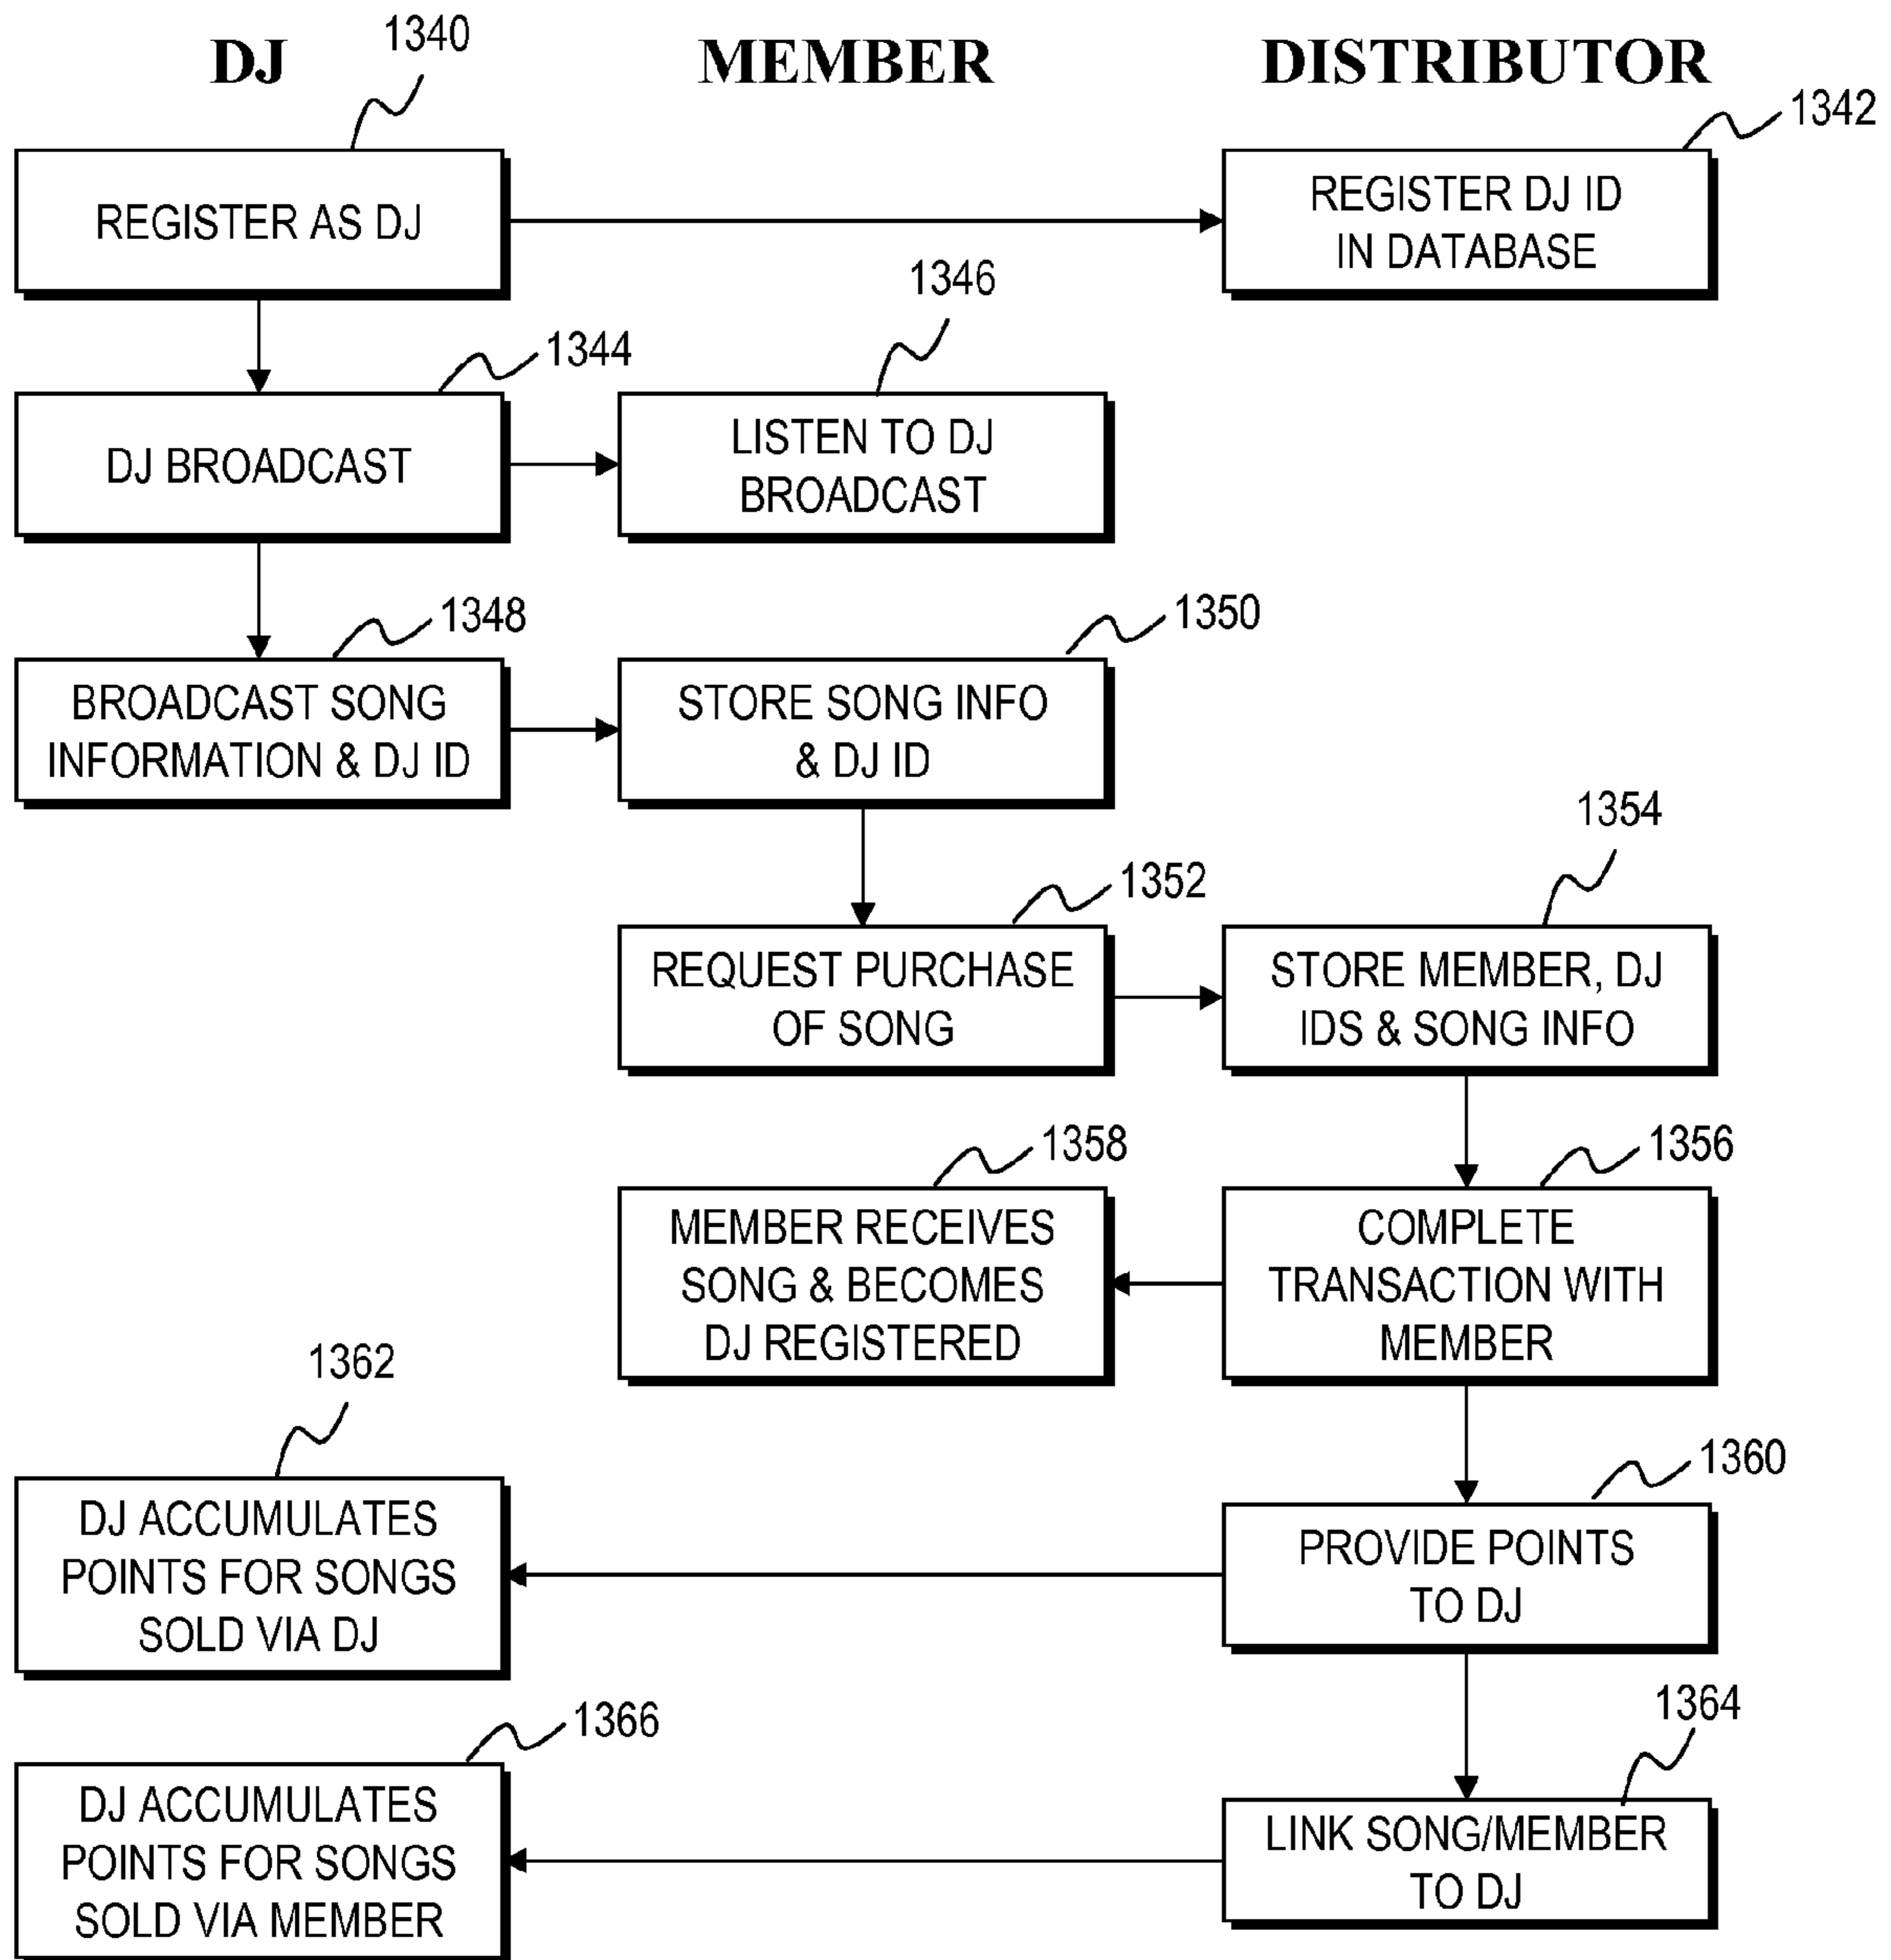 DJ
MEMBER
DISTRIBUTOR
1340
1342
REGISTER AS DJ
REGISTER DJ ID
IN DATABASE
1344
1346
DJ BROADCAST
LISTEN TO DJ
BROADCAST
1348
1350
BROADCAST SONG
INFORMATION & DJ ID
STORE SONG INFO
& DJ ID
1352
1354
REQUEST PURCHASE
OF SONG
STORE MEMBER, DJ
IDS & SONG INFO
1358
1356
MEMBER RECEIVES
SONG & BECOMES
DJ REGISTERED
COMPLETE
TRANSACTION WITH
MEMBER
1362
1360
DJ ACCUMULATES
POINTS FOR SONGS
SOLD VIA DJ
PROVIDE POINTS
TO DJ
1366
1364
DJ ACCUMULATES
POINTS FOR SONGS
SOLD VIA MEMBER
LINK SONG/MEMBER
TO DJ